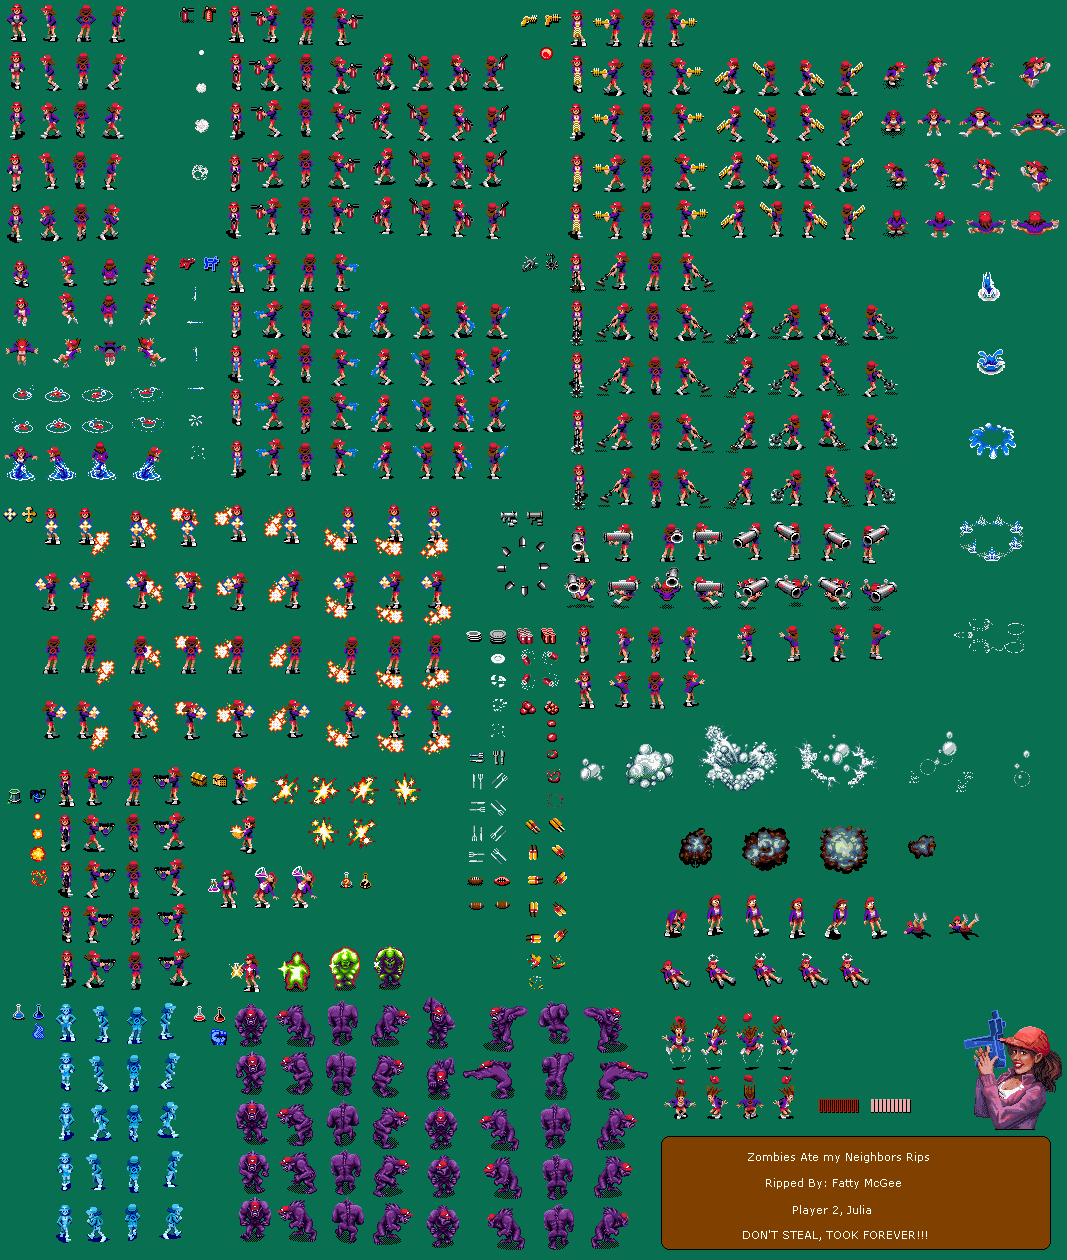 Zombies Ate my Neighbors Rips
Ripped By: Fatty McGee
Player 2, Julia
DON'T STEAL, TOOK FOREVER!!!